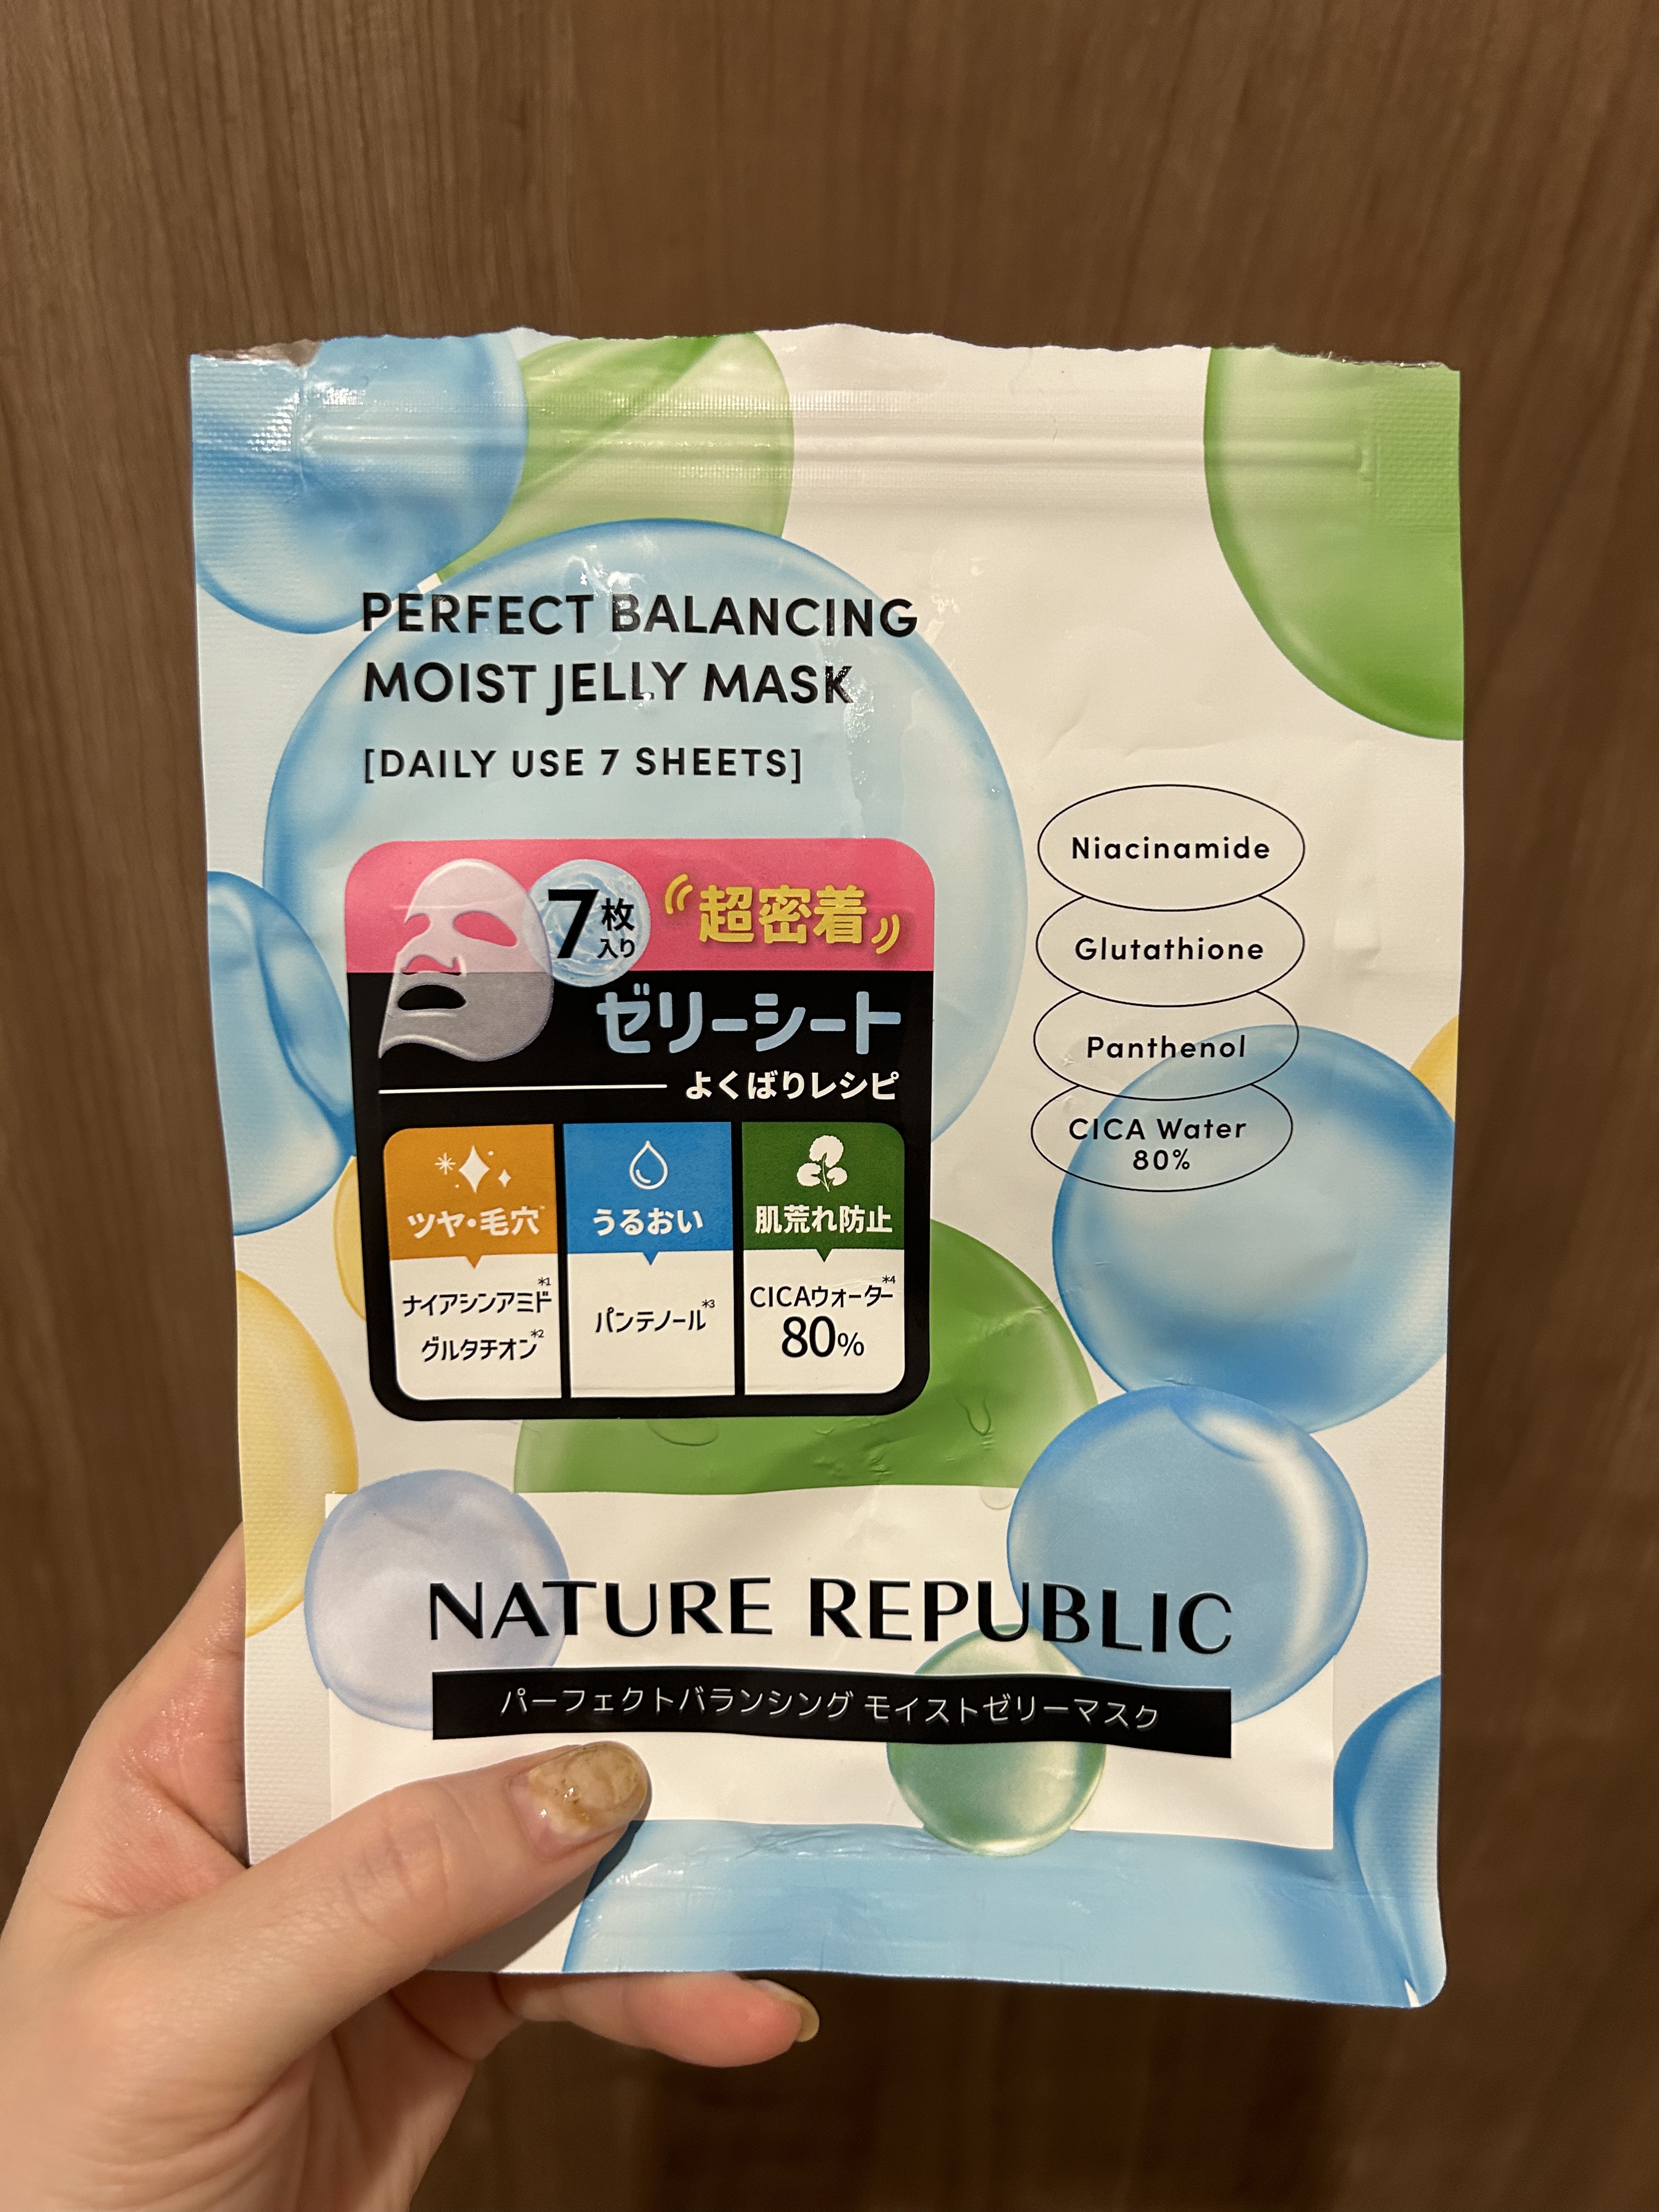 PERFECT BALANCING
MOIST JELLY MASK
[DAILY USE 7 SHEETS]
7枚入り
超密着
ゼリーシート
よくばりレシピ
ツヤ・毛穴
ナイアシンアミド*1
グルタチオン*2
うるおい
パンテノール*3
肌荒れ防止
CICAウォーター*4
80%
Niacinamide
Glutathione
Panthenol
CICA Water
80%
NATURE REPUBLIC
パーフェクトバランシング モイストゼリーマスク